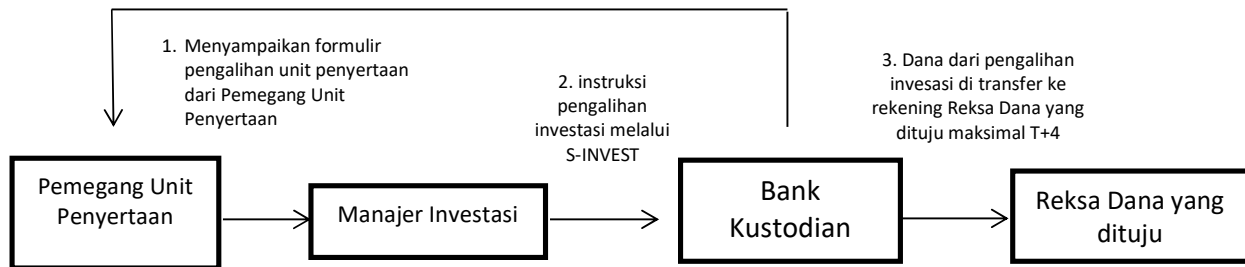 1. Menyampaikan formulir
pengalihan unit penyertaan
dari Pemegang Unit
Penyertaan
2. instruksi
pengalihan
investasi melalui
S-INVEST
3. Dana dari pengalihan
invesasi di transfer ke
rekening Reksa Dana yang
dituju maksimal T+4
Pemegang Unit
Penyertaan
Manajer Investasi
Bank
Kustodian
Reksa Dana yang
dituju